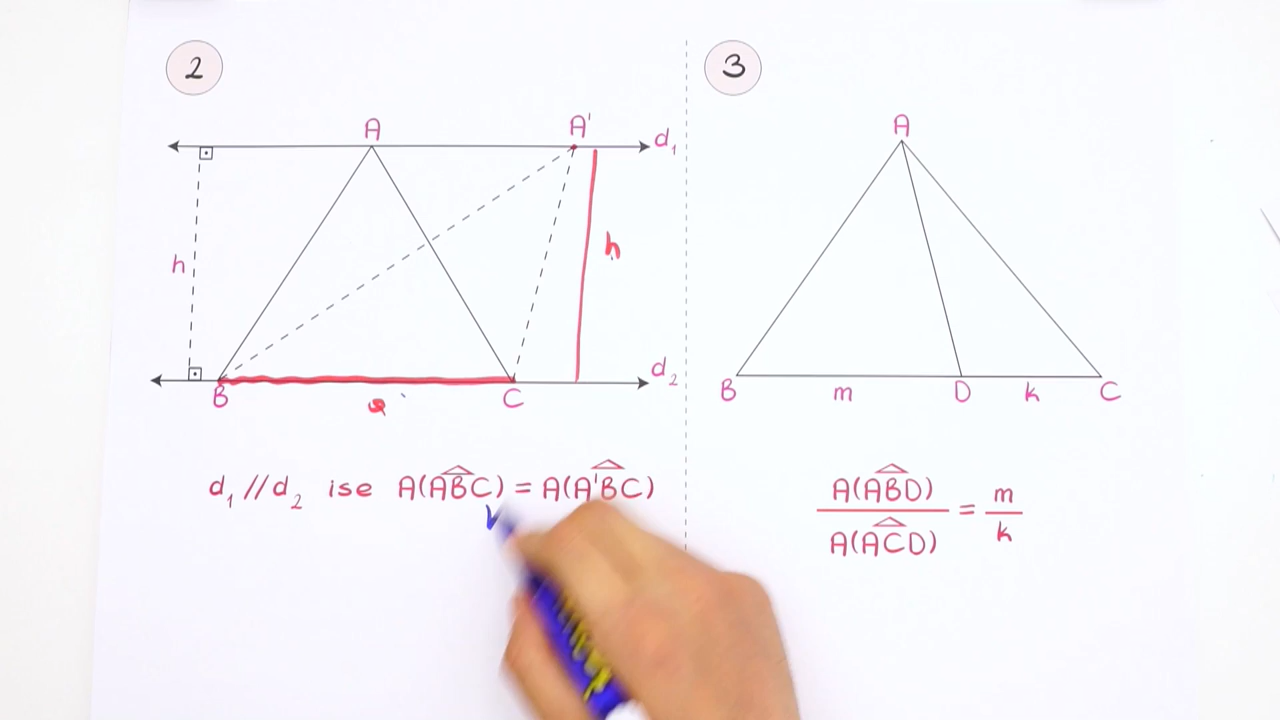 2
A
A'
d₁
h
h
d₂
B
a
C
d₁ // d₂ ise A(ABC) = A(A'BC)
3
A
B
m
D
k
C
A(ABD)
A(ACD)
=
m
k